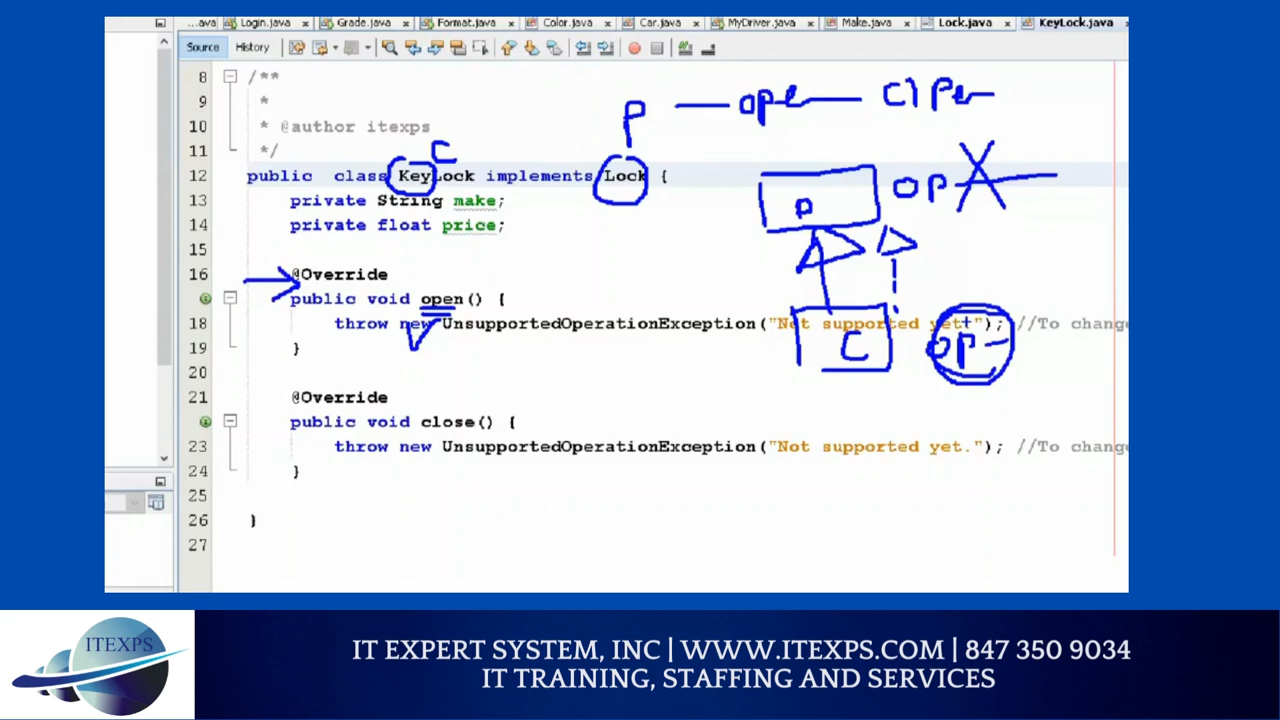 ...ava Login.java x Grade.java x Format.java x Color.java x Car.java x MyDriver.java x Make.java x Lock.java x KeyLock.java
Source History
8 /**
9 *
10 * @author itexps
11 */
12 public class KeyLock implements Lock {
13 private String make;
14 private float price;
15
16 @Override
public void open() {
18 throw new UnsupportedOperationException("Not supported yet."); //To change
19 }
20
21 @Override
public void close() {
23 throw new UnsupportedOperationException("Not supported yet."); //To change
24 }
25
26 }
27
P
C
P
op
C
op
ITEXPS
IT EXPERT SYSTEM, INC | WWW.ITEXPS.COM | 847 350 9034
IT TRAINING, STAFFING AND SERVICES